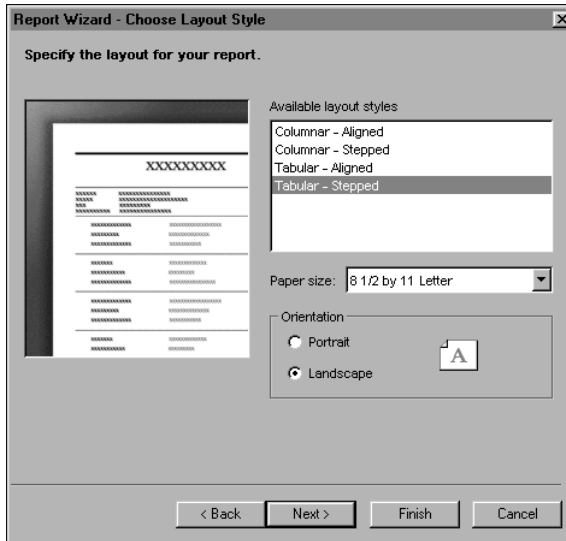 Report Wizard - Choose Layout Style
Specify the layout for your report.
XXXXXXXXX
Available layout styles
Columnar - Aligned
Columnar - Stepped
Tabular - Aligned
Tabular - Stepped
Paper size: 8 1/2 by 11 Letter
Orientation
Portrait
Landscape
A
< Back
Next >
Finish
Cancel